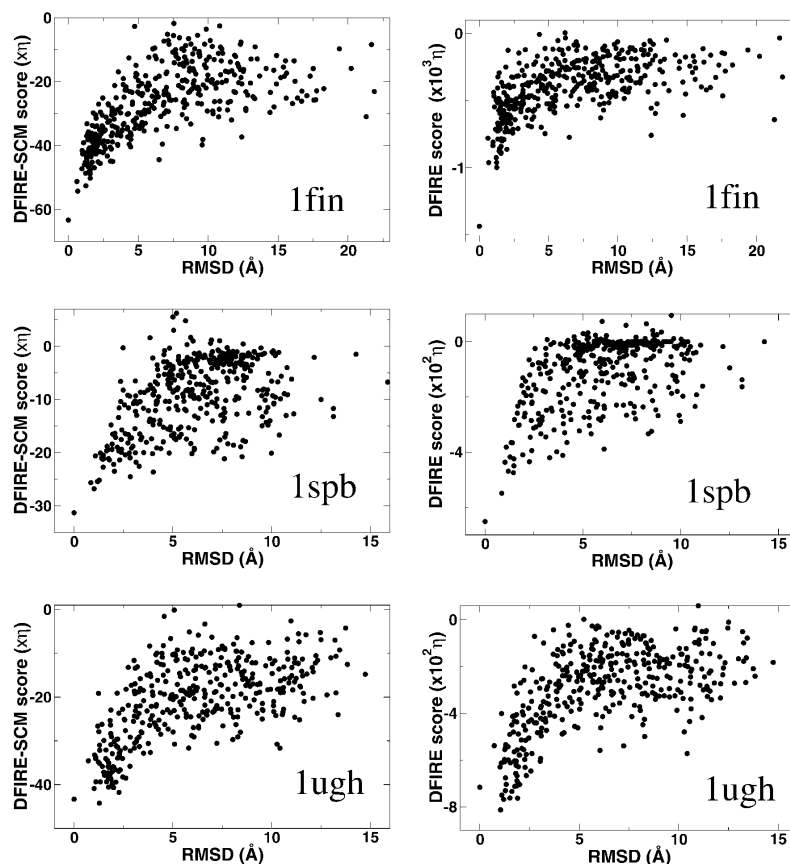 DFIRE-SCM score (xη)
0
-20
-40
-60
1fin
0
5
10
15
20
RMSD (Å)
DFIRE score (x10³η)
0
-1
1fin
0
5
10
15
20
RMSD (Å)
DFIRE-SCM score (xη)
0
-10
-20
-30
1spb
0
5
10
15
RMSD (Å)
DFIRE score (x10²η)
0
-4
1spb
0
5
10
15
RMSD (Å)
DFIRE-SCM score (xη)
0
-20
-40
1ugh
0
5
10
15
RMSD (Å)
DFIRE score (x10²η)
0
-4
-8
1ugh
0
5
10
15
RMSD (Å)